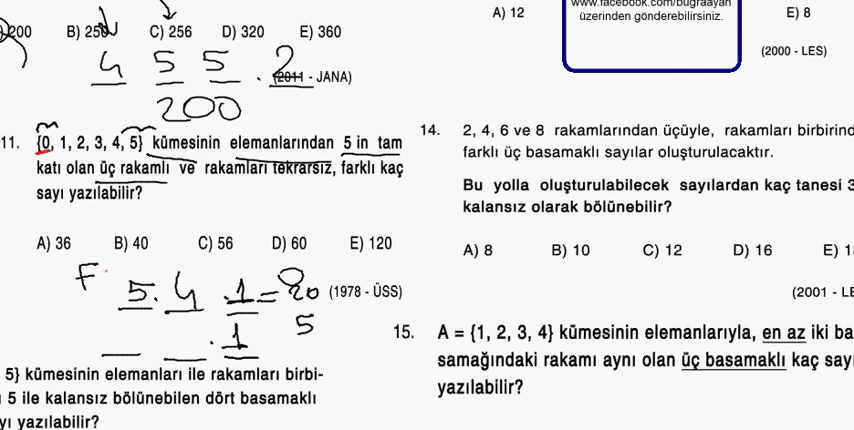 200 B) 250 C) 256 D) 320 E) 360
4 5 5 . 2
(2011 - JANA)
200
11. {0, 1, 2, 3, 4, 5} kümesinin elemanlarından 5 in tam
katı olan üç rakamlı ve rakamları tekrarsız, farklı kaç
sayı yazılabilir?
A) 36 B) 40 C) 56 D) 60 E) 120
F 5. 4 .1 = 20
(1978 - ÜSS)
0
5
. 1
5} kümesinin elemanları ile rakamları birbi-
5 ile kalansız bölünebilen dört basamaklı
yı yazılabilir?
A) 12 E) 8
www.facebook.com/bugraayan
üzerinden gönderebilirsiniz.
(2000 - LES)
14. 2, 4, 6 ve 8 rakamlarından üçüyle, rakamları birbirind
farklı üç basamaklı sayılar oluşturulacaktır.
Bu yolla oluşturulabilecek sayılardan kaç tanesi 3
kalansız olarak bölünebilir?
A) 8 B) 10 C) 12 D) 16 E) 1
(2001 - LE
15. A = {1, 2, 3, 4} kümesinin elemanlarıyla, en az iki ba
samağındaki rakamı aynı olan üç basamaklı kaç say
yazılabilir?